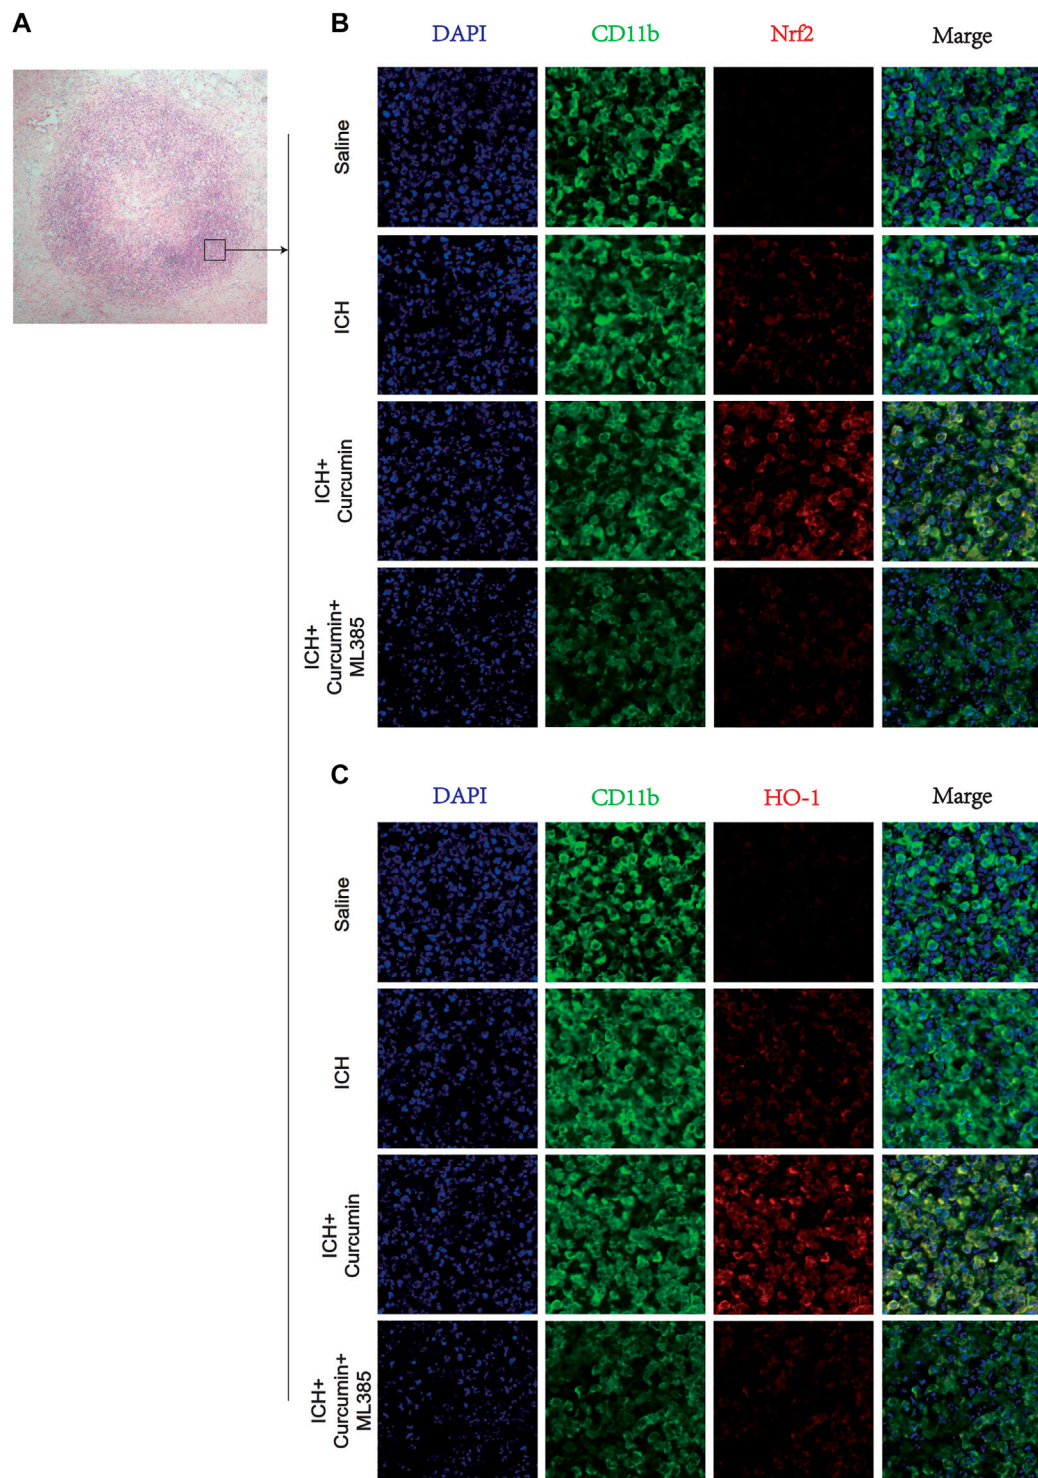 A
B
DAPI CD11b Nrf2 Marge
Saline
ICH
ICH+
Curcumin
ICH+
Curcumin+
ML385
C
DAPI CD11b HO-1 Marge
Saline
ICH
ICH+
Curcumin
ICH+
Curcumin+
ML385